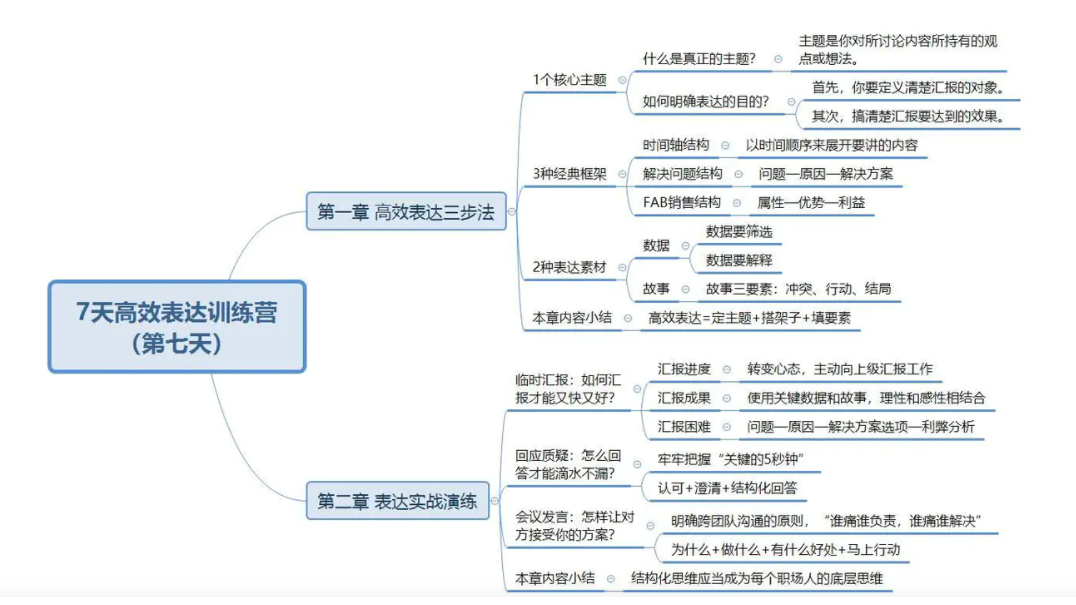 7天高效表达训练营
（第七天）
第一章 高效表达三步法
1个核心主题
什么是真正的主题？
主题是你对所讨论内容所持有的观
点或想法。
如何明确表达的目的？
首先，你要定义清楚汇报的对象。
其次，搞清楚汇报要达到的效果。
3种经典框架
时间轴结构
以时间顺序来展开要讲的内容
解决问题结构
问题—原因—解决方案
FAB销售结构
属性—优势—利益
2种表达素材
数据
数据要筛选
数据要解释
故事
故事三要素：冲突、行动、结局
本章内容小结
高效表达=定主题+搭架子+填要素
第二章 表达实战演练
临时汇报：如何汇
报才能又快又好？
汇报进度
转变心态，主动向上级汇报工作
汇报成果
使用关键数据和故事，理性和感性相结合
汇报困难
问题—原因—解决方案选项—利弊分析
回应质疑：怎么回
答才能滴水不漏？
牢牢把握“关键的5秒钟”
认可+澄清+结构化回答
会议发言：怎样让对
方接受你的方案？
明确跨团队沟通的原则，“谁痛谁负责，谁痛谁解决”
为什么+做什么+有什么好处+马上行动
本章内容小结
结构化思维应当成为每个职场人的底层思维